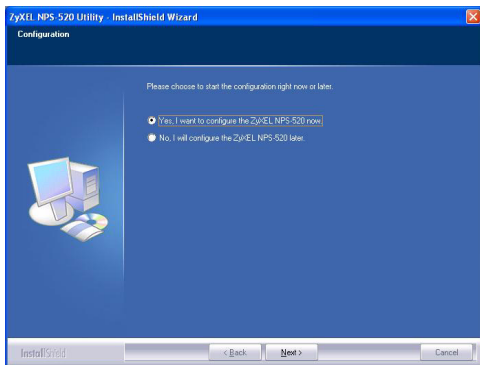 ZyXEL NPS-520 Utility - InstallShield Wizard
Configuration
Please choose to start the configuration right now or later.
Yes, I want to configure the ZyXEL NPS-520 now.
No, I will configure the ZyXEL NPS-520 later.
InstallShield
< Back Next > Cancel